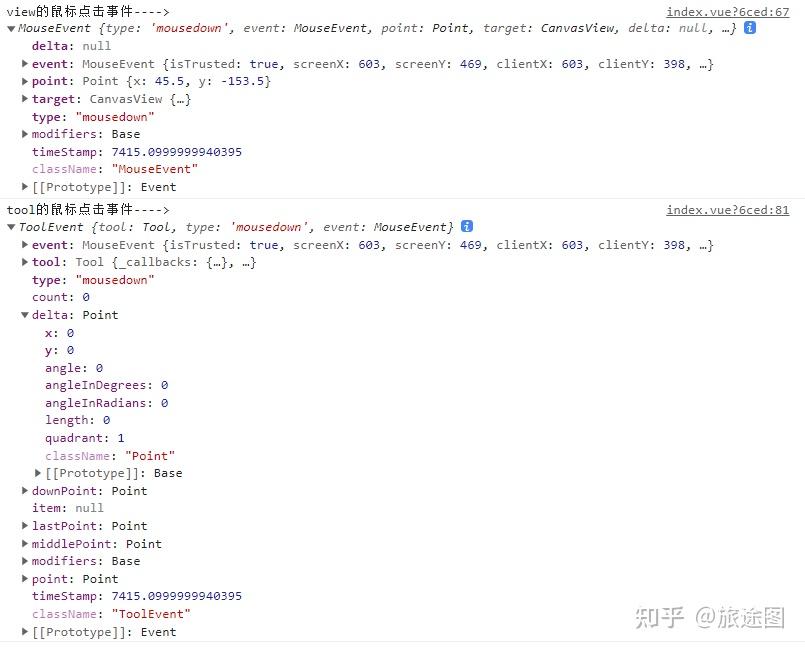 view的鼠标点击事件----> index.vue?6ced:67
▼MouseEvent {type: 'mousedown', event: MouseEvent, point: Point, target: CanvasView, delta: null, …} i
delta: null
▶event: MouseEvent {isTrusted: true, screenX: 603, screenY: 469, clientX: 603, clientY: 398, …}
▶point: Point {x: 45.5, y: -153.5}
▶target: CanvasView {…}
type: "mousedown"
▶modifiers: Base
timeStamp: 7415.0999999940395
className: "MouseEvent"
▶[[Prototype]]: Event
tool的鼠标点击事件----> index.vue?6ced:81
▼ToolEvent {tool: Tool, type: 'mousedown', event: MouseEvent} i
▶event: MouseEvent {isTrusted: true, screenX: 603, screenY: 469, clientX: 603, clientY: 398, …}
▶tool: Tool {_callbacks: {…}, …}
type: "mousedown"
count: 0
▼delta: Point
x: 0
y: 0
angle: 0
angleInDegrees: 0
angleInRadians: 0
length: 0
quadrant: 1
className: "Point"
▶[[Prototype]]: Base
▶downPoint: Point
item: null
▶lastPoint: Point
▶middlePoint: Point
▶modifiers: Base
▶point: Point
timeStamp: 7415.0999999940395
className: "ToolEvent"
▶[[Prototype]]: Event
知乎 @旅途图